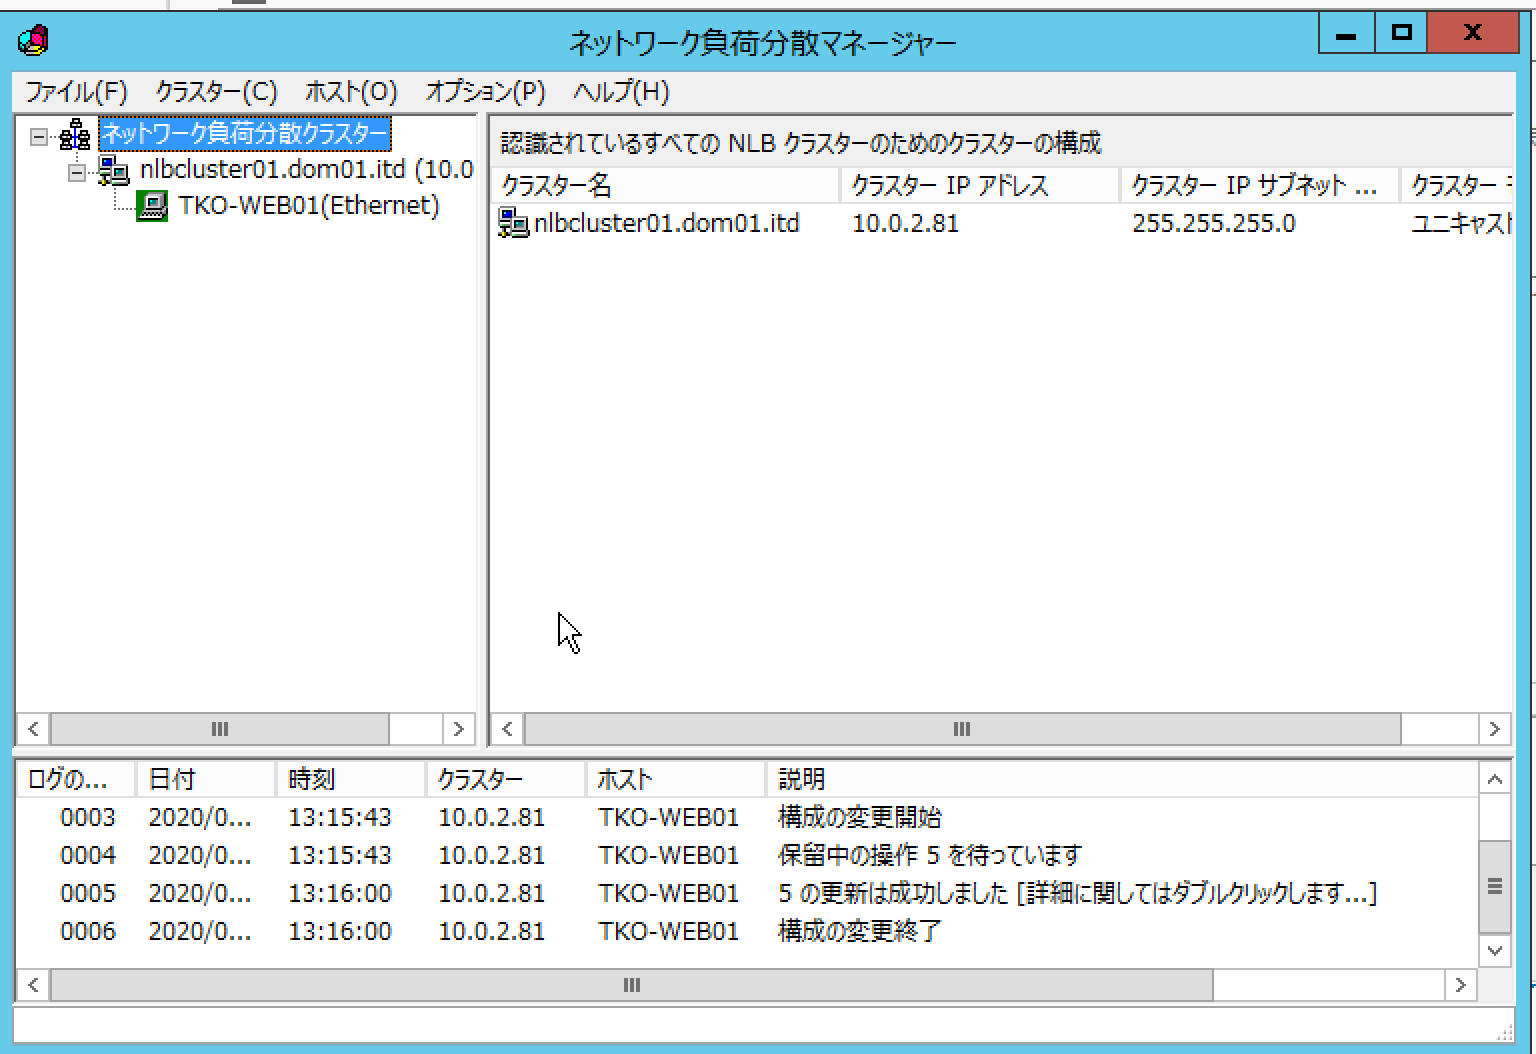 ネットワーク負荷分散マネージャー
ファイル(F) クラスター(C) ホスト(O) オプション(P) ヘルプ(H)
ネットワーク負荷分散クラスター
nlbcluster01.dom01.itd (10.0
TKO-WEB01(Ethernet)
認識されているすべての NLB クラスターのためのクラスターの構成
クラスター名 クラスター IP アドレス クラスター IP サブネット ... クラスター
nlbcluster01.dom01.itd 10.0.2.81 255.255.255.0 ユニキャスト
ログの... 日付 時刻 クラスター ホスト 説明
0003 2020/0... 13:15:43 10.0.2.81 TKO-WEB01 構成の変更開始
0004 2020/0... 13:15:43 10.0.2.81 TKO-WEB01 保留中の操作 5 を待っています
0005 2020/0... 13:16:00 10.0.2.81 TKO-WEB01 5 の更新は成功しました [詳細に関してはダブルクリックします...]
0006 2020/0... 13:16:00 10.0.2.81 TKO-WEB01 構成の変更終了